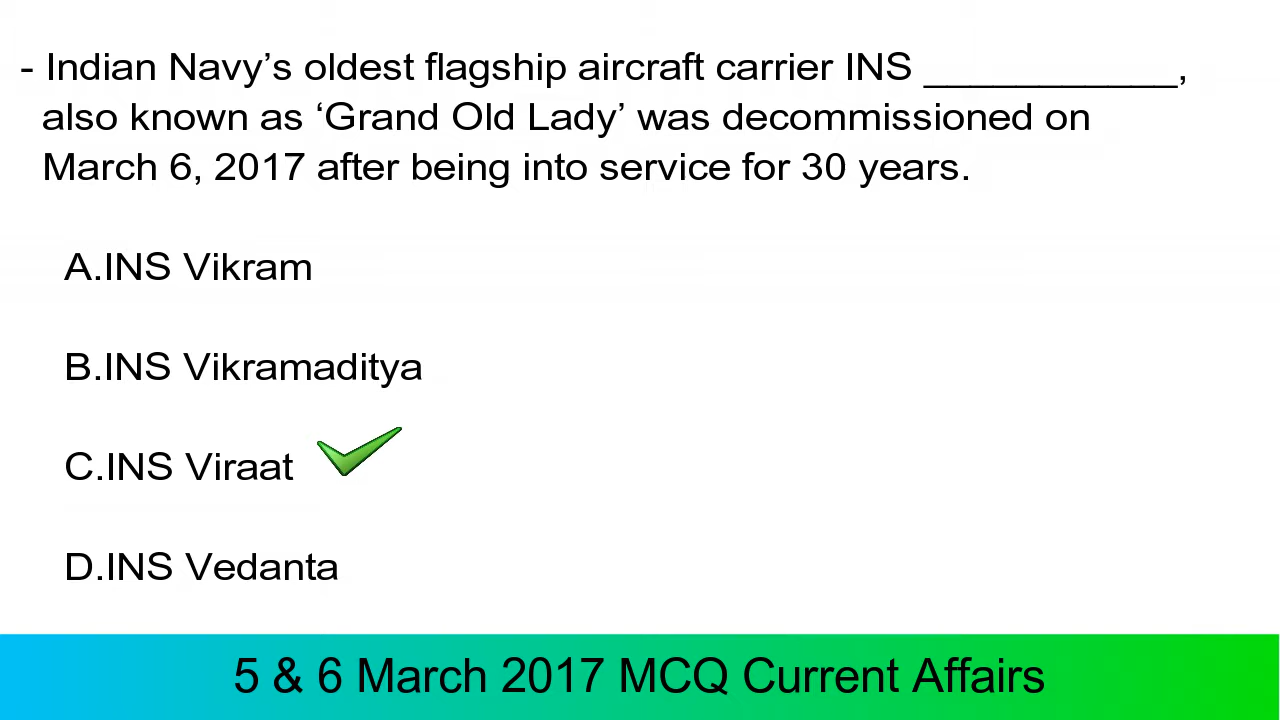 - Indian Navy’s oldest flagship aircraft carrier INS ____________,
also known as ‘Grand Old Lady’ was decommissioned on
March 6, 2017 after being into service for 30 years.
A.INS Vikram
B.INS Vikramaditya
C.INS Viraat
D.INS Vedanta
5 & 6 March 2017 MCQ Current Affairs